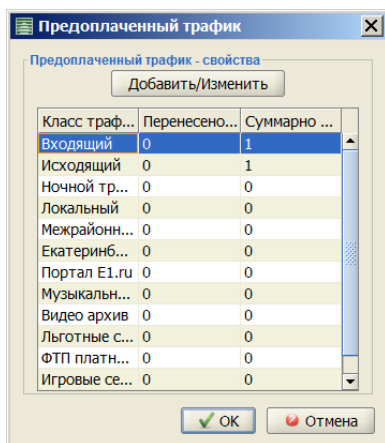 Предоплаченный трафик
Предоплаченный трафик - свойства
Добавить/Изменить
Класс траф... Перенесено... Суммарно ...
Входящий 0 1
Исходящий 0 1
Ночной тр... 0 0
Локальный 0 0
Межрайонн... 0 0
Екатеринб... 0 0
Портал E1.ru 0 0
Музыкальн... 0 0
Видео архив 0 0
Льготные с... 0 0
ФТП платн... 0 0
Игровые се... 0 0
OK Отмена